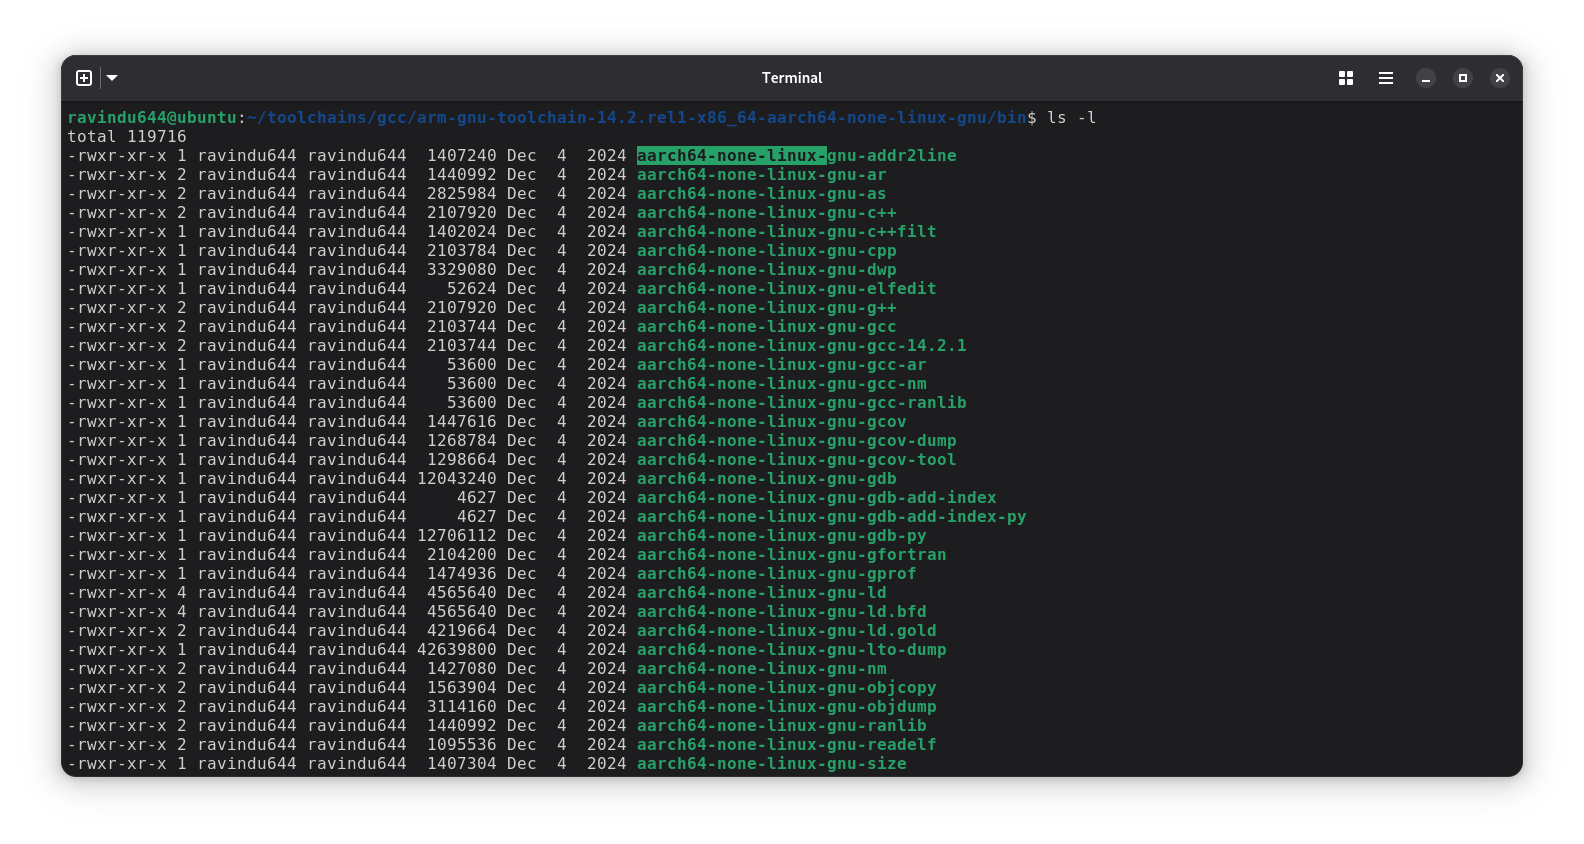 Terminal
ravindu644@ubuntu:~/toolchains/gcc/arm-gnu-toolchain-14.2.rel1-x86_64-aarch64-none-linux-gnu/bin$ ls -l
total 119716
-rwxr-xr-x 1 ravindu644 ravindu644  1407240 Dec  4  2024 aarch64-none-linux-gnu-addr2line
-rwxr-xr-x 2 ravindu644 ravindu644  1440992 Dec  4  2024 aarch64-none-linux-gnu-ar
-rwxr-xr-x 2 ravindu644 ravindu644  2825984 Dec  4  2024 aarch64-none-linux-gnu-as
-rwxr-xr-x 2 ravindu644 ravindu644  2107920 Dec  4  2024 aarch64-none-linux-gnu-c++
-rwxr-xr-x 1 ravindu644 ravindu644  1402024 Dec  4  2024 aarch64-none-linux-gnu-c++filt
-rwxr-xr-x 1 ravindu644 ravindu644  2103784 Dec  4  2024 aarch64-none-linux-gnu-cpp
-rwxr-xr-x 1 ravindu644 ravindu644  3329080 Dec  4  2024 aarch64-none-linux-gnu-dwp
-rwxr-xr-x 1 ravindu644 ravindu644    52624 Dec  4  2024 aarch64-none-linux-gnu-elfedit
-rwxr-xr-x 2 ravindu644 ravindu644  2107920 Dec  4  2024 aarch64-none-linux-gnu-g++
-rwxr-xr-x 2 ravindu644 ravindu644  2103744 Dec  4  2024 aarch64-none-linux-gnu-gcc
-rwxr-xr-x 2 ravindu644 ravindu644  2103744 Dec  4  2024 aarch64-none-linux-gnu-gcc-14.2.1
-rwxr-xr-x 1 ravindu644 ravindu644    53600 Dec  4  2024 aarch64-none-linux-gnu-gcc-ar
-rwxr-xr-x 1 ravindu644 ravindu644    53600 Dec  4  2024 aarch64-none-linux-gnu-gcc-nm
-rwxr-xr-x 1 ravindu644 ravindu644    53600 Dec  4  2024 aarch64-none-linux-gnu-gcc-ranlib
-rwxr-xr-x 1 ravindu644 ravindu644  1447616 Dec  4  2024 aarch64-none-linux-gnu-gcov
-rwxr-xr-x 1 ravindu644 ravindu644  1268784 Dec  4  2024 aarch64-none-linux-gnu-gcov-dump
-rwxr-xr-x 1 ravindu644 ravindu644  1298664 Dec  4  2024 aarch64-none-linux-gnu-gcov-tool
-rwxr-xr-x 1 ravindu644 ravindu644 12043240 Dec  4  2024 aarch64-none-linux-gnu-gdb
-rwxr-xr-x 1 ravindu644 ravindu644     4627 Dec  4  2024 aarch64-none-linux-gnu-gdb-add-index
-rwxr-xr-x 1 ravindu644 ravindu644     4627 Dec  4  2024 aarch64-none-linux-gnu-gdb-add-index-py
-rwxr-xr-x 1 ravindu644 ravindu644 12706112 Dec  4  2024 aarch64-none-linux-gnu-gdb-py
-rwxr-xr-x 1 ravindu644 ravindu644  2104200 Dec  4  2024 aarch64-none-linux-gnu-gfortran
-rwxr-xr-x 1 ravindu644 ravindu644  1474936 Dec  4  2024 aarch64-none-linux-gnu-gprof
-rwxr-xr-x 4 ravindu644 ravindu644  4565640 Dec  4  2024 aarch64-none-linux-gnu-ld
-rwxr-xr-x 4 ravindu644 ravindu644  4565640 Dec  4  2024 aarch64-none-linux-gnu-ld.bfd
-rwxr-xr-x 2 ravindu644 ravindu644  4219664 Dec  4  2024 aarch64-none-linux-gnu-ld.gold
-rwxr-xr-x 1 ravindu644 ravindu644 42639800 Dec  4  2024 aarch64-none-linux-gnu-lto-dump
-rwxr-xr-x 2 ravindu644 ravindu644  1427080 Dec  4  2024 aarch64-none-linux-gnu-nm
-rwxr-xr-x 2 ravindu644 ravindu644  1563904 Dec  4  2024 aarch64-none-linux-gnu-objcopy
-rwxr-xr-x 2 ravindu644 ravindu644  3114160 Dec  4  2024 aarch64-none-linux-gnu-objdump
-rwxr-xr-x 2 ravindu644 ravindu644  1440992 Dec  4  2024 aarch64-none-linux-gnu-ranlib
-rwxr-xr-x 2 ravindu644 ravindu644  1095536 Dec  4  2024 aarch64-none-linux-gnu-readelf
-rwxr-xr-x 1 ravindu644 ravindu644  1407304 Dec  4  2024 aarch64-none-linux-gnu-size